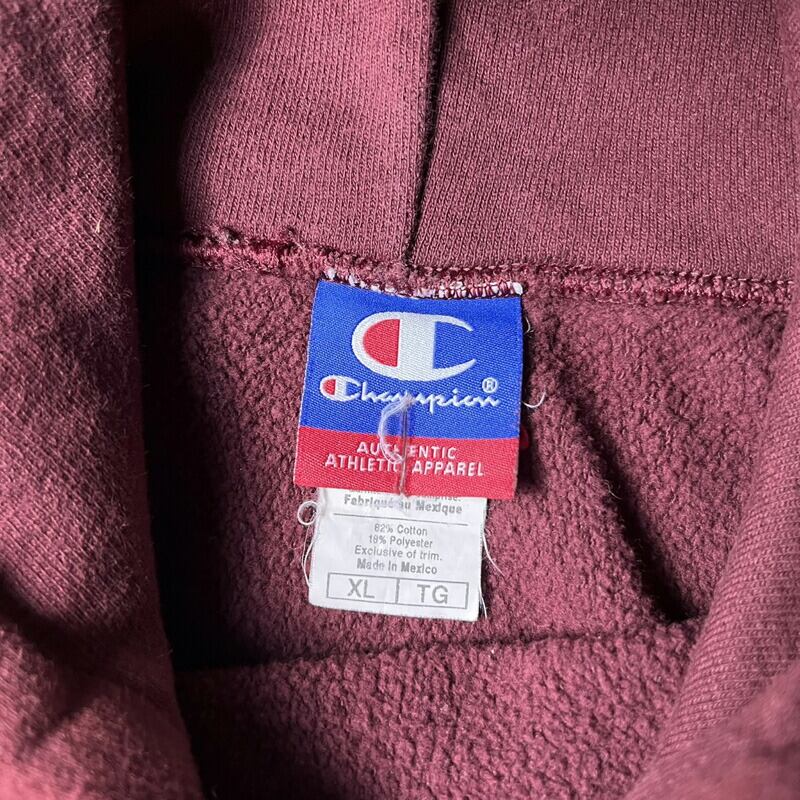 Champion®
AUTHENTIC
ATHLETIC APPAREL
Fabriqué au Mexique
82% Cotton
18% Polyester
Exclusive of trim.
Made in Mexico
XL TG